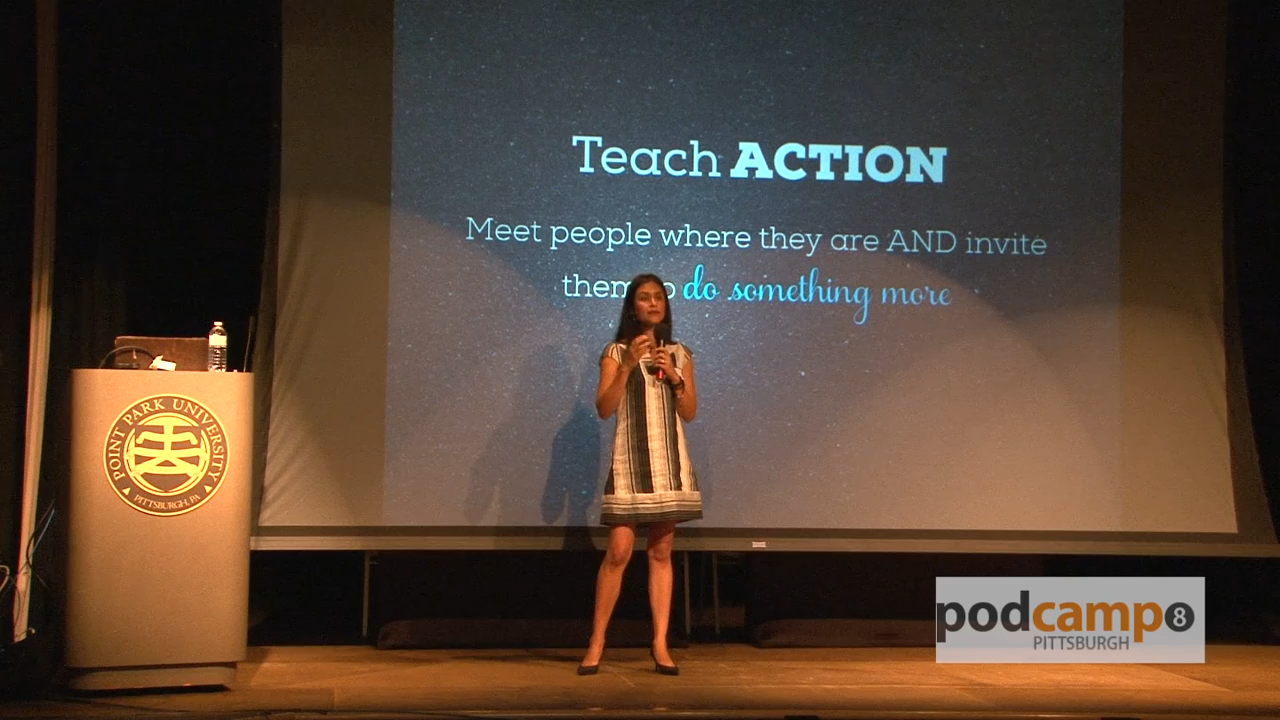 Teach ACTION
Meet people where they are AND invite
them do something more
POINT PARK UNIVERSITY
PITTSBURGH, PA
podcamp8
PITTSBURGH